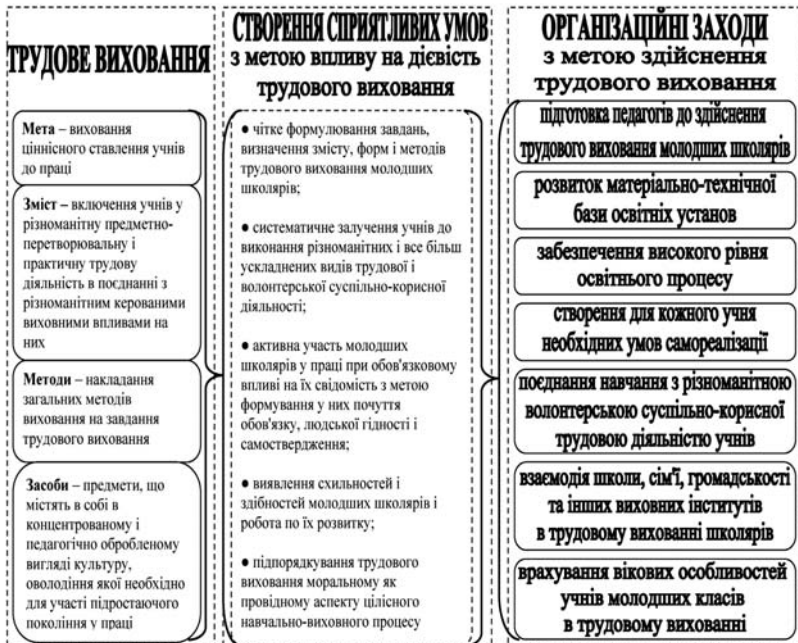 ТРУДОВЕ ВИХОВАННЯ
Мета – виховання
ціннісного ставлення учнів
до праці
Зміст – включення учнів у
різноманітну предметно-
перетворювальну і
практичну трудову
діяльність в поєднанні з
різноманітним керованими
виховними впливами на
них
Методи – накладання
загальних методів
виховання на завдання
трудового виховання
Засоби – предмети, що
містять в собі в
концентрованому і
педагогічно обробленому
вигляді культуру,
оволодіння якої необхідно
для участі підростаючого
покоління у праці
СТВОРЕННЯ СПРИЯТЛИВИХ УМОВ
з метою впливу на дієвість
трудового виховання
● чітке формулювання завдань,
визначення змісту, форм і методів
трудового виховання молодших
школярів;
● систематичне залучення учнів до
виконання різноманітних і все більш
ускладнених видів трудової і
волонтерської суспільно-корисної
діяльності;
● активна участь молодших
школярів у праці при обов'язковому
впливі на їх свідомість з метою
формування у них почуття
обов'язку, людської гідності і
самоствердження;
● виявлення схильностей і
здібностей молодших школярів і
робота по їх розвитку;
● підпорядкування трудового
виховання моральному як
провідному аспекту цілісного
навчально-виховного процесу
ОРГАНІЗАЦІЙНІ ЗАХОДИ
з метою здійснення
трудового виховання
підготовка педагогів до здійснення
трудового виховання молодших школярів
розвиток матеріально-технічної
бази освітніх установ
забезпечення високого рівня
освітнього процесу
створення для кожного учня
необхідних умов самореалізації
поєднання навчання з різноманітною
волонтерською суспільно-корисної
трудовою діяльністю учнів
взаємодія школи, сім'ї, громадськості
та інших виховних інститутів
в трудовому вихованні школярів
врахування вікових особливостей
учнів молодших класів
в трудовому вихованні